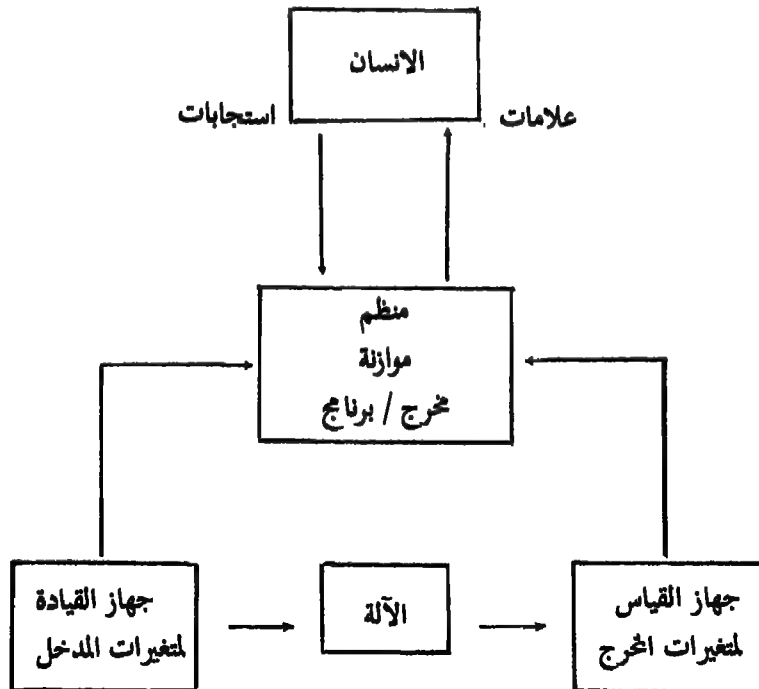 الانسان
علامات
استجابات
منظم
موازنة
مخرج / برنامج
جهاز القياس
لمتغيرات المخرج
الآلة
جهاز القيادة
لمتغيرات المدخل